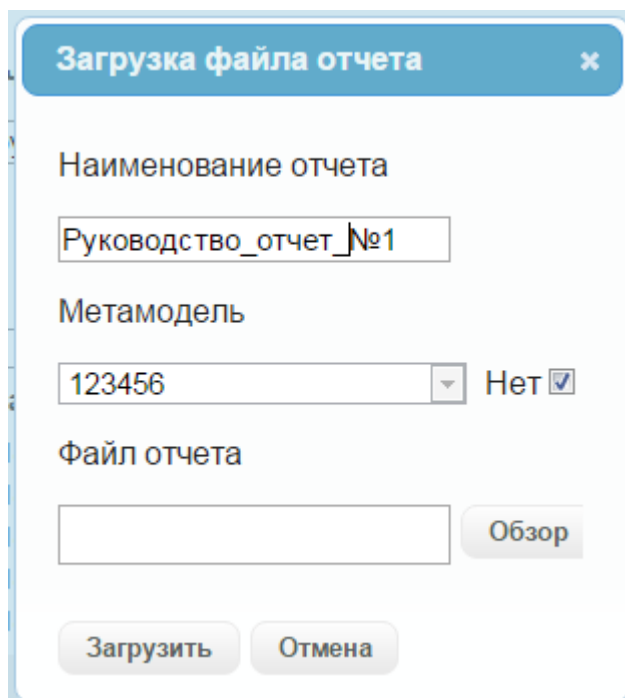 Загрузка файла отчета
Наименование отчета
Руководство_отчет_№1
Метамодель
123456 Нет
Файл отчета
Обзор
Загрузить Отмена